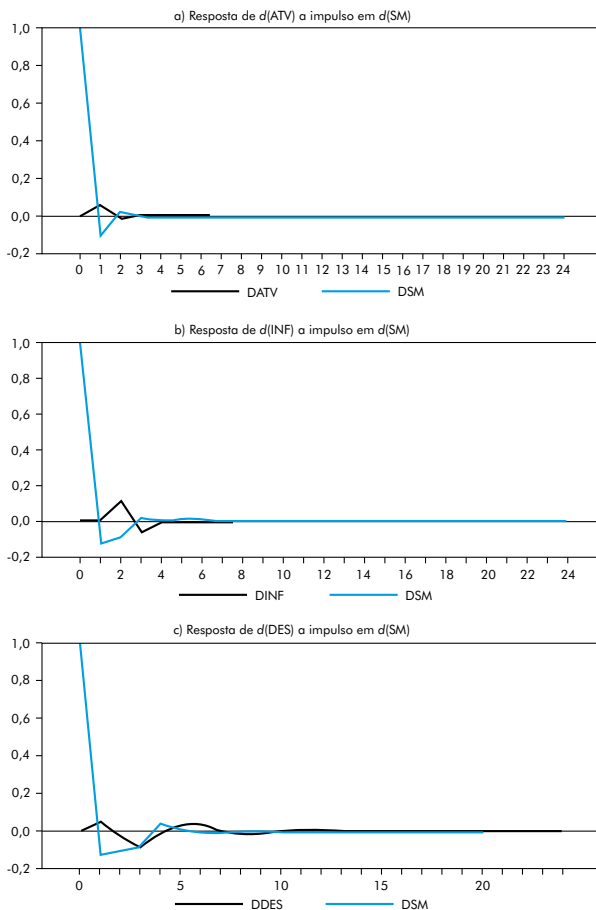 a) Resposta de d(ATV) a impulso em d(SM)
1,0
0,8
0,6
0,4
0,2
0,0
-0,2
0 1 2 3 4 5 6 7 8 9 10 11 12 13 14 15 16 17 18 19 20 21 22 23 24
DATV DSM
b) Resposta de d(INF) a impulso em d(SM)
1,0
0,8
0,6
0,4
0,2
0,0
-0,2
0 2 4 6 8 10 12 14 16 18 20 22 24
DINF DSM
c) Resposta de d(DES) a impulso em d(SM)
1,0
0,8
0,6
0,4
0,2
0,0
-0,2
0 5 10 15 20
DDES DSM